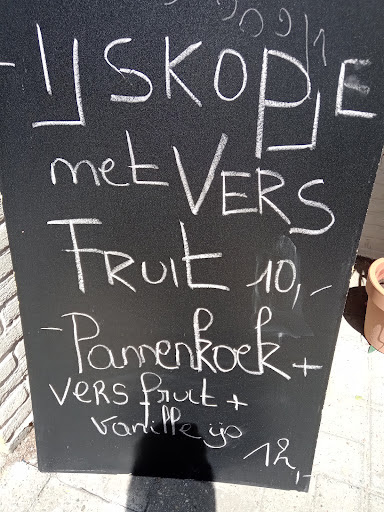 - IJSKOPJE
met VERS
FRUIT 10,-
- Pannenkoek +
VERS fruit +
Vanille ijs
12,-